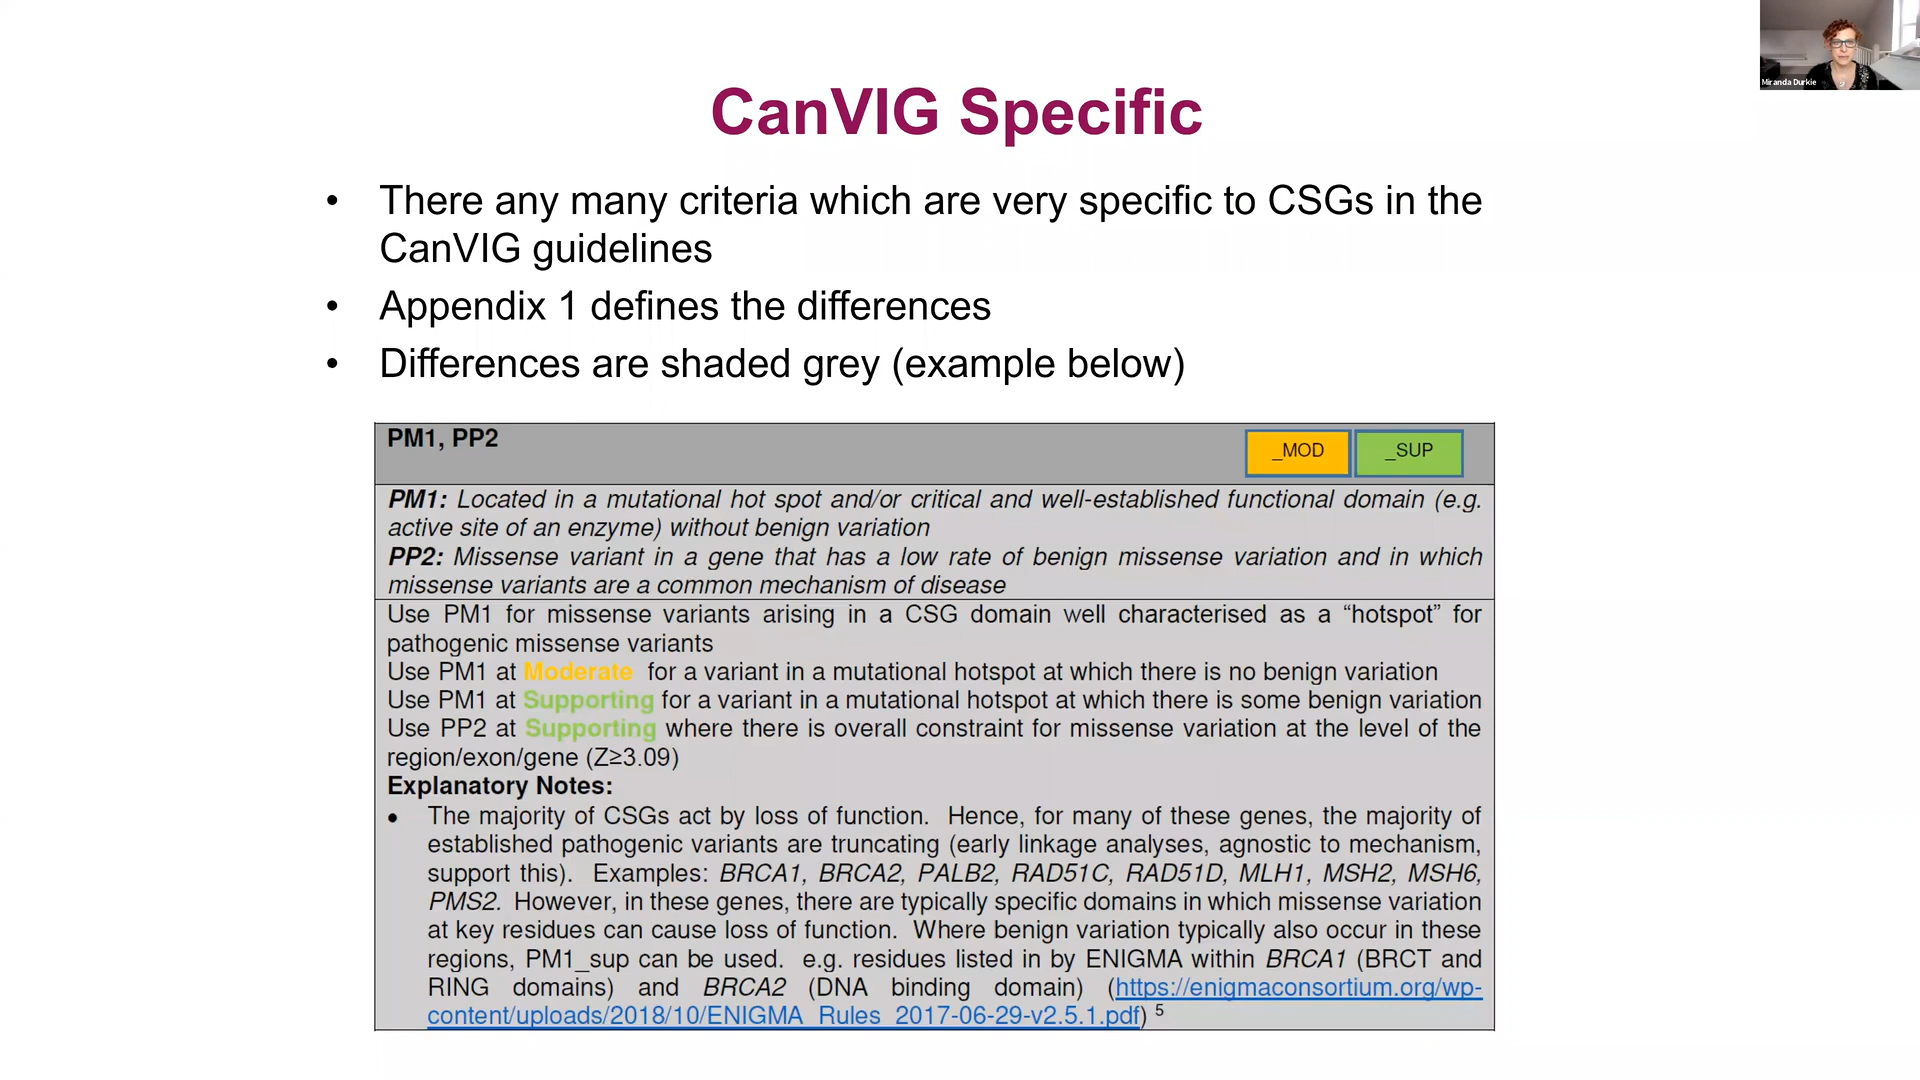 Miranda Durkie
CanVIG Specific
• There any many criteria which are very specific to CSGs in the
CanVIG guidelines
• Appendix 1 defines the differences
• Differences are shaded grey (example below)
PM1, PP2 _MOD _SUP
PM1: Located in a mutational hot spot and/or critical and well-established functional domain (e.g.
active site of an enzyme) without benign variation
PP2: Missense variant in a gene that has a low rate of benign missense variation and in which
missense variants are a common mechanism of disease
Use PM1 for missense variants arising in a CSG domain well characterised as a “hotspot” for
pathogenic missense variants
Use PM1 at Moderate for a variant in a mutational hotspot at which there is no benign variation
Use PM1 at Supporting for a variant in a mutational hotspot at which there is some benign variation
Use PP2 at Supporting where there is overall constraint for missense variation at the level of the
region/exon/gene (Z≥3.09)
Explanatory Notes:
• The majority of CSGs act by loss of function. Hence, for many of these genes, the majority of
established pathogenic variants are truncating (early linkage analyses, agnostic to mechanism,
support this). Examples: BRCA1, BRCA2, PALB2, RAD51C, RAD51D, MLH1, MSH2, MSH6,
PMS2. However, in these genes, there are typically specific domains in which missense variation
at key residues can cause loss of function. Where benign variation typically also occur in these
regions, PM1_sup can be used. e.g. residues listed in by ENIGMA within BRCA1 (BRCT and
RING domains) and BRCA2 (DNA binding domain) (https://enigmaconsortium.org/wp-
content/uploads/2018/10/ENIGMA_Rules_2017-06-29-v2.5.1.pdf) 5